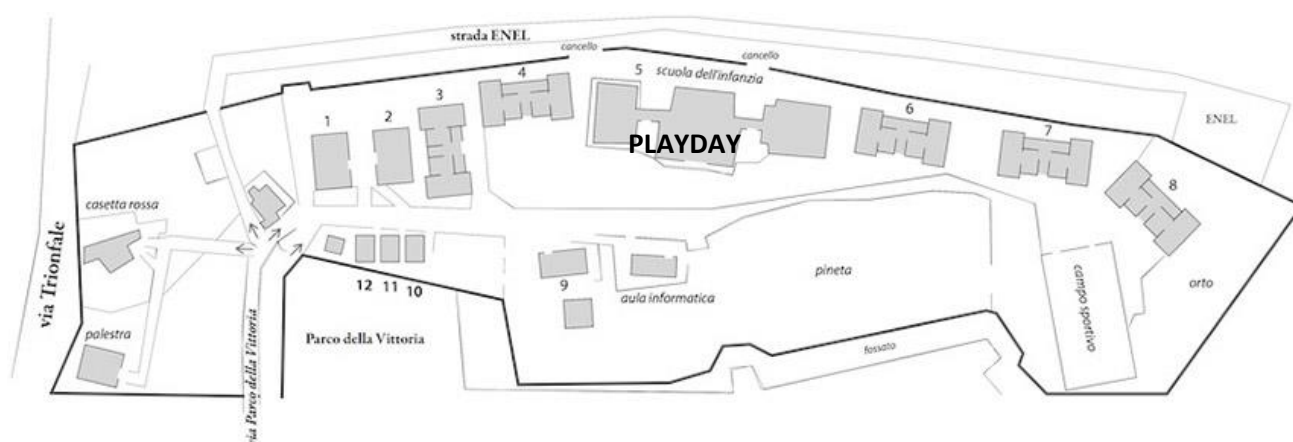 strada ENEL
cancello
cancello
4
5
scuola dell'infanzia
3
2
1
6
7
ENEL
PLAYDAY
8
casetta rossa
via Trionfale
pineta
orto
9
aula informatica
campo sportivo
12 11 10
palestra
Parco della Vittoria
fossato
via Parco della Vittoria